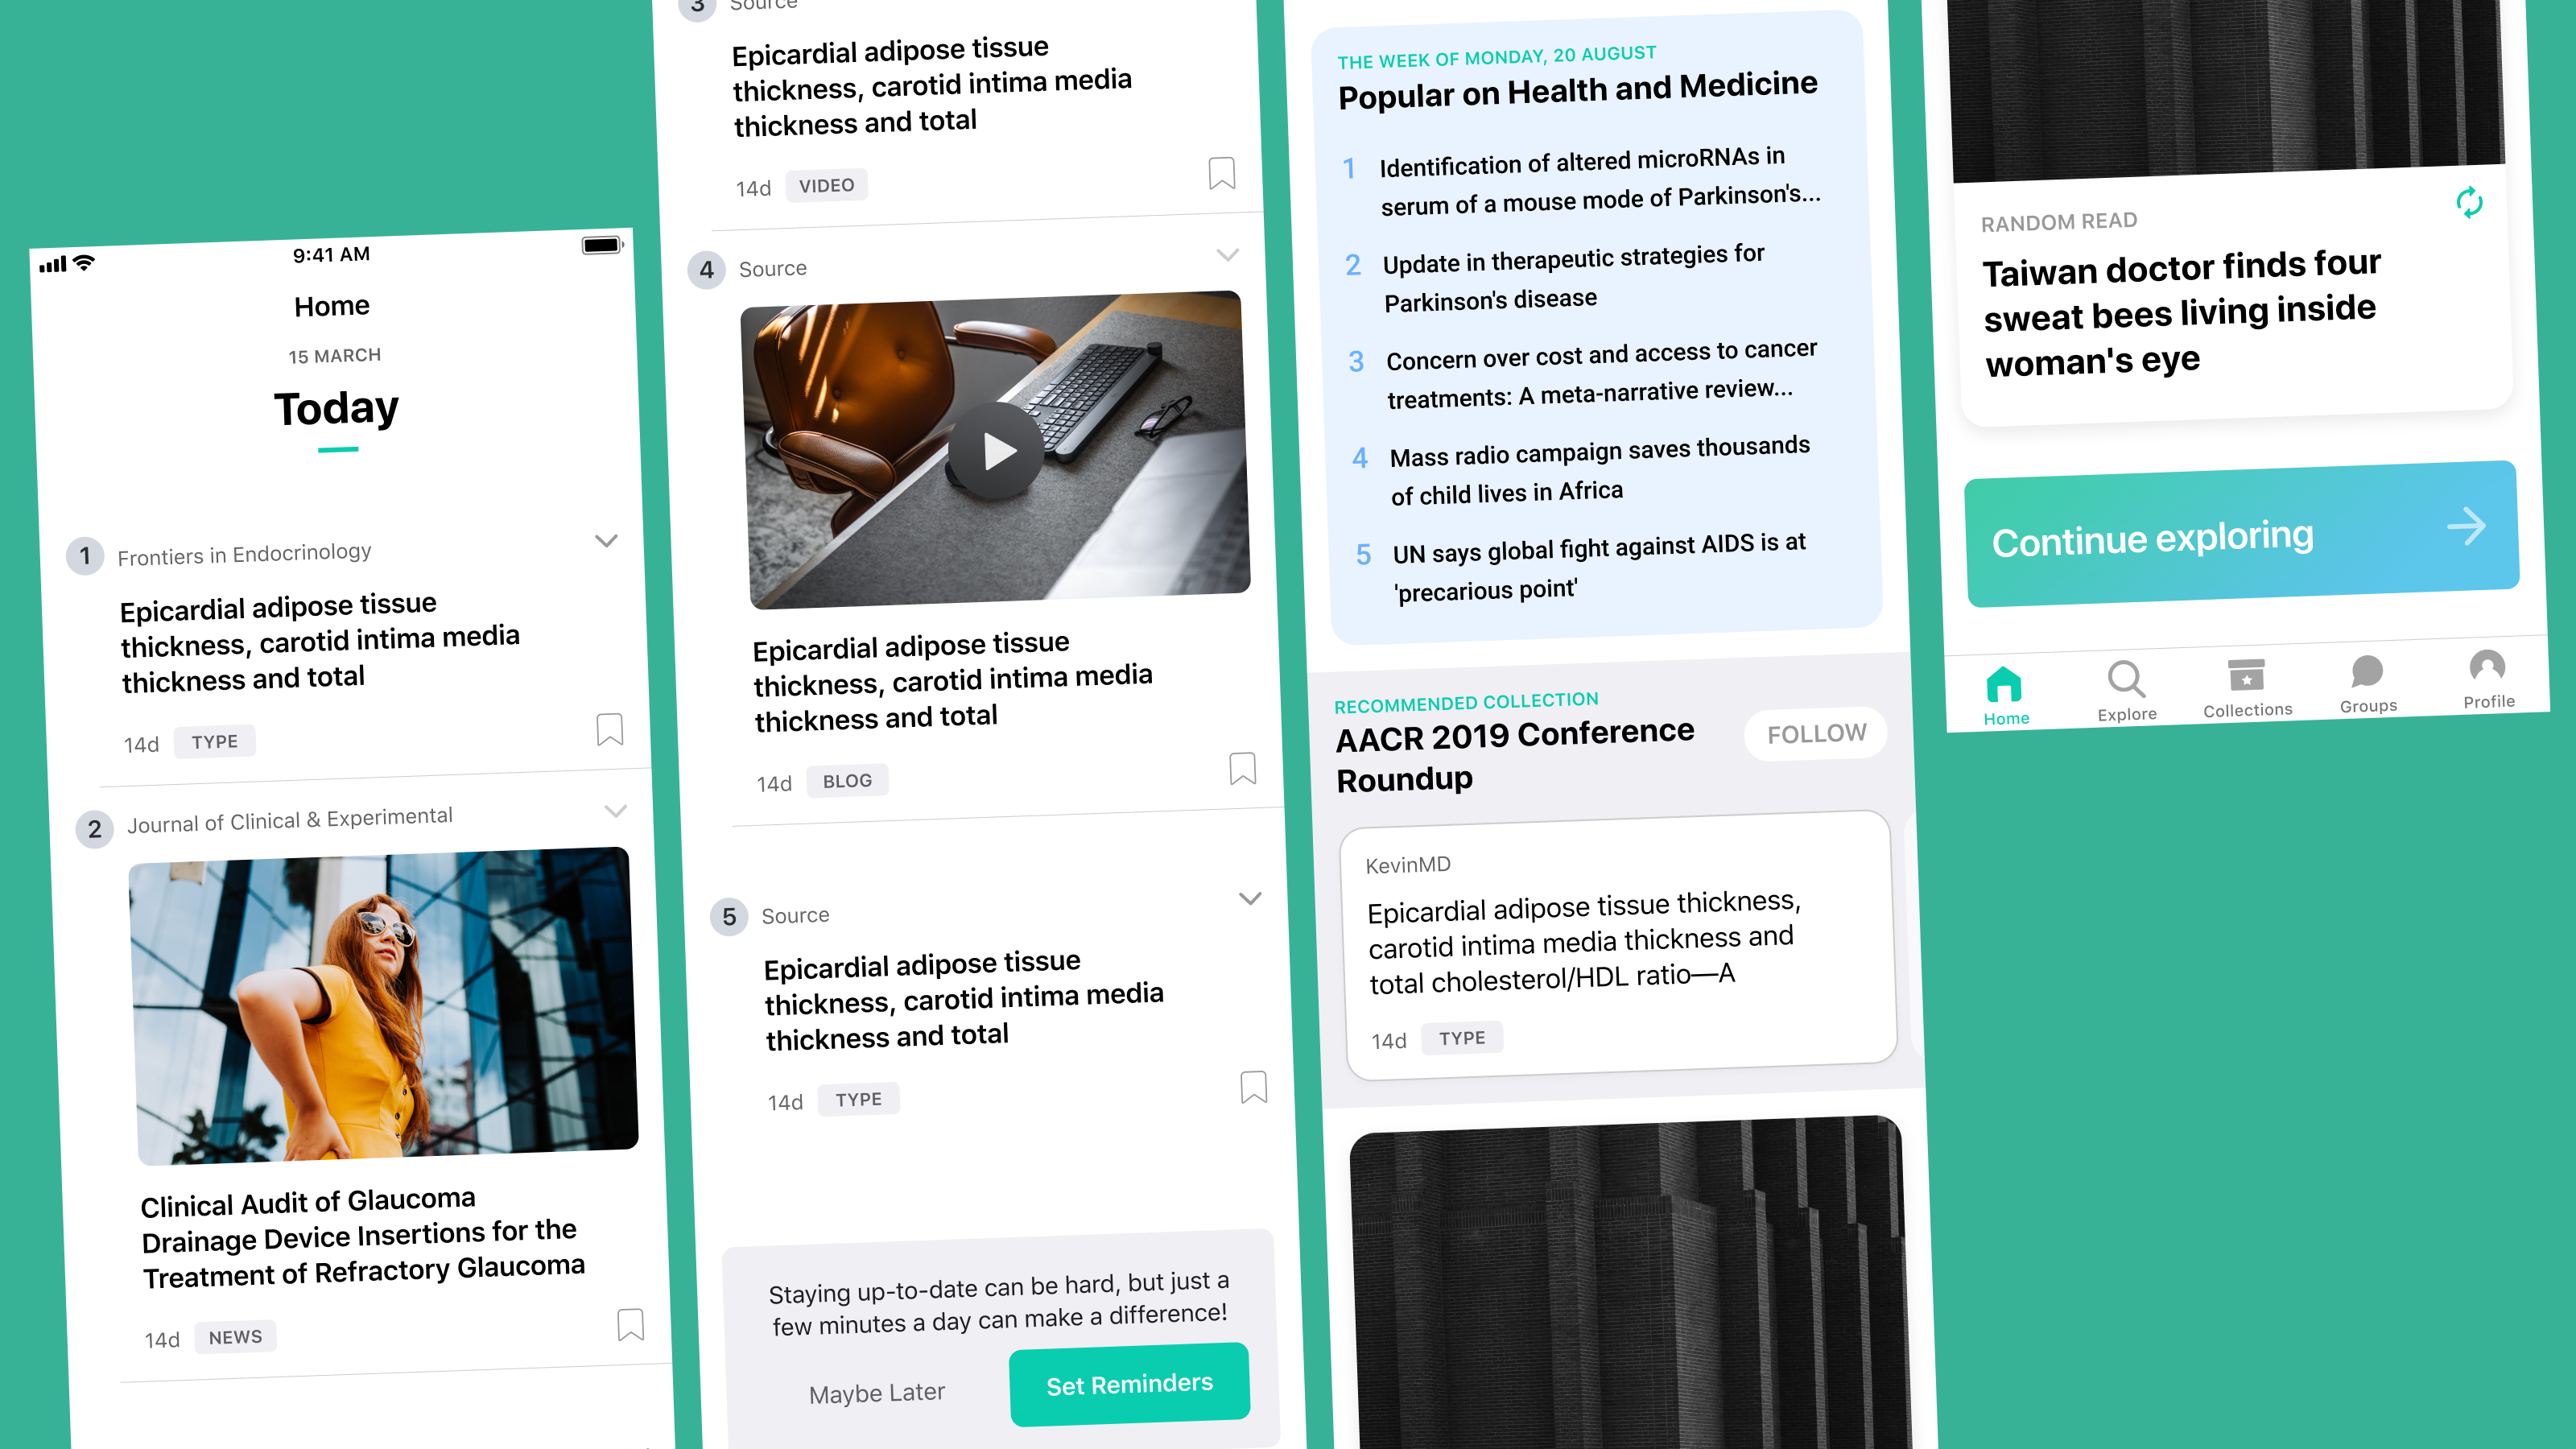 9:41 AM
Home
15 MARCH
Today
1 Frontiers in Endocrinology
Epicardial adipose tissue
thickness, carotid intima media
thickness and total
14d TYPE
2 Journal of Clinical & Experimental
Clinical Audit of Glaucoma
Drainage Device Insertions for the
Treatment of Refractory Glaucoma
14d NEWS
3 Source
Epicardial adipose tissue
thickness, carotid intima media
thickness and total
14d VIDEO
4 Source
Epicardial adipose tissue
thickness, carotid intima media
thickness and total
14d BLOG
5 Source
Epicardial adipose tissue
thickness, carotid intima media
thickness and total
14d TYPE
Staying up-to-date can be hard, but just a
few minutes a day can make a difference!
Maybe Later Set Reminders
THE WEEK OF MONDAY, 20 AUGUST
Popular on Health and Medicine
1 Identification of altered microRNAs in
serum of a mouse mode of Parkinson's...
2 Update in therapeutic strategies for
Parkinson's disease
3 Concern over cost and access to cancer
treatments: A meta-narrative review...
4 Mass radio campaign saves thousands
of child lives in Africa
5 UN says global fight against AIDS is at
'precarious point'
RECOMMENDED COLLECTION
AACR 2019 Conference
Roundup
FOLLOW
KevinMD
Epicardial adipose tissue thickness,
carotid intima media thickness and
total cholesterol/HDL ratio—A
14d TYPE
RANDOM READ
Taiwan doctor finds four
sweat bees living inside
woman's eye
Continue exploring
Home Explore Collections Groups Profile